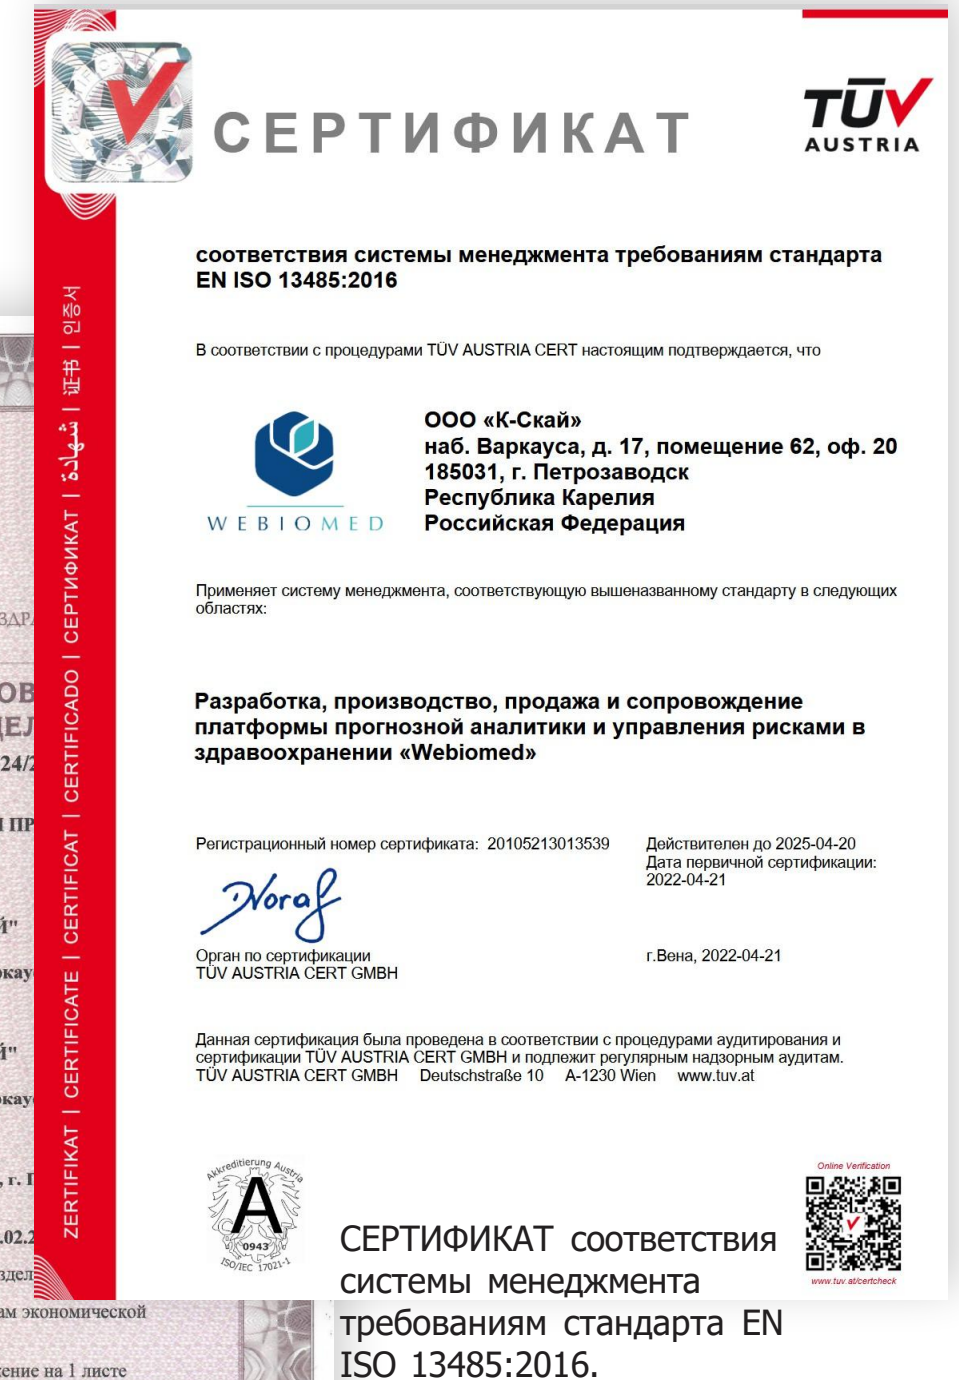 СЕРТИФИКАТ
TÜV
AUSTRIA
соответствия системы менеджмента требованиям стандарта
EN ISO 13485:2016
В соответствии с процедурами TÜV AUSTRIA CERT настоящим подтверждается, что
WEBIOMED
ООО «К-Скай»
наб. Варкауса, д. 17, помещение 62, оф. 20
185031, г. Петрозаводск
Республика Карелия
Российская Федерация
Применяет систему менеджмента, соответствующую вышеназванному стандарту в следующих
областях:
Разработка, производство, продажа и сопровождение
платформы прогнозной аналитики и управления рисками в
здравоохранении «Webiomed»
Регистрационный номер сертификата: 20105213013539
Действителен до 2025-04-20
Дата первичной сертификации:
2022-04-21
Орган по сертификации
TÜV AUSTRIA CERT GMBH
г.Вена, 2022-04-21
Данная сертификация была проведена в соответствии с процедурами аудитирования и
сертификации TÜV AUSTRIA CERT GMBH и подлежит регулярным надзорным аудитам.
TÜV AUSTRIA CERT GMBH Deutschstraße 10 A-1230 Wien www.tuv.at
ZERTIFIKAT | CERTIFICATE | CERTIFICAT | CERTIFICADO | СЕРТИФИКАТ | شهادة | 证书 | 인증서
Akkreditierung Austria
A
0943
ISO/IEC 17021-1
Online Verification
www.tuv.at/certcheck
СЕРТИФИКАТ соответствия
системы менеджмента
требованиям стандарта EN
ISO 13485:2016.
экономической
на 1 листе